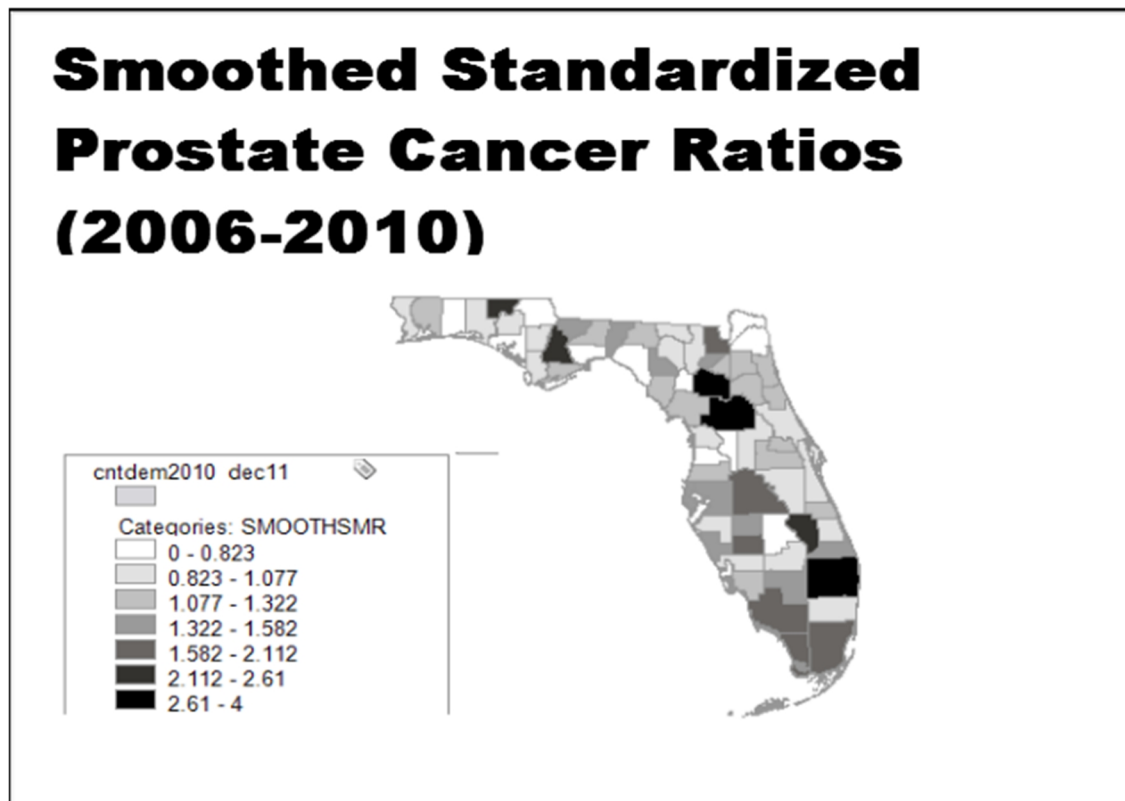 Smoothed Standardized
Prostate Cancer Ratios
(2006-2010)
cntdem2010 dec11
Categories: SMOOTHSMR
0 - 0.823
0.823 - 1.077
1.077 - 1.322
1.322 - 1.582
1.582 - 2.112
2.112 - 2.61
2.61 - 4